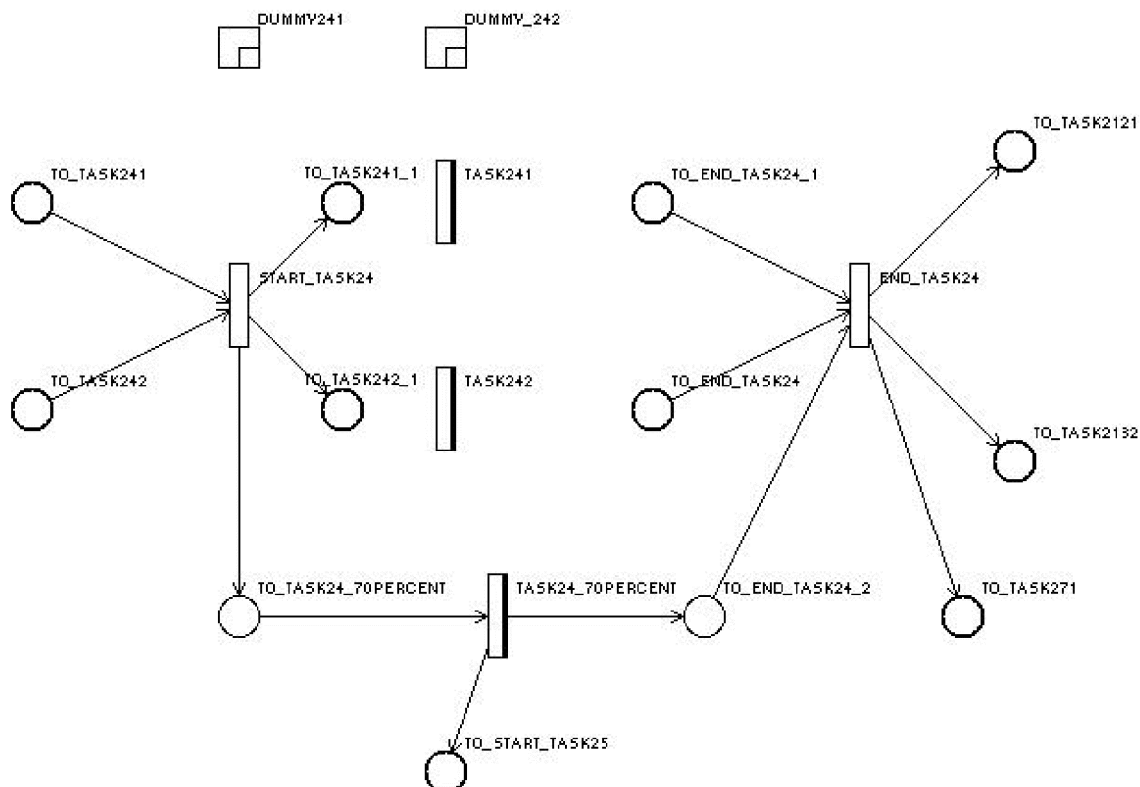 DUMMY241
DUMMY_242
TO_TASK2121
TO_TASK241
TO_TASK241_1
TASK241
TO_END_TASK24_1
START_TASK24
END_TASK24
TO_TASK242
TO_TASK242_1
TASK242
TO_END_TASK24
TO_TASK2132
TO_TASK24_70PERCENT
TASK24_70PERCENT
TO_END_TASK24_2
TO_TASK271
TO_START_TASK25